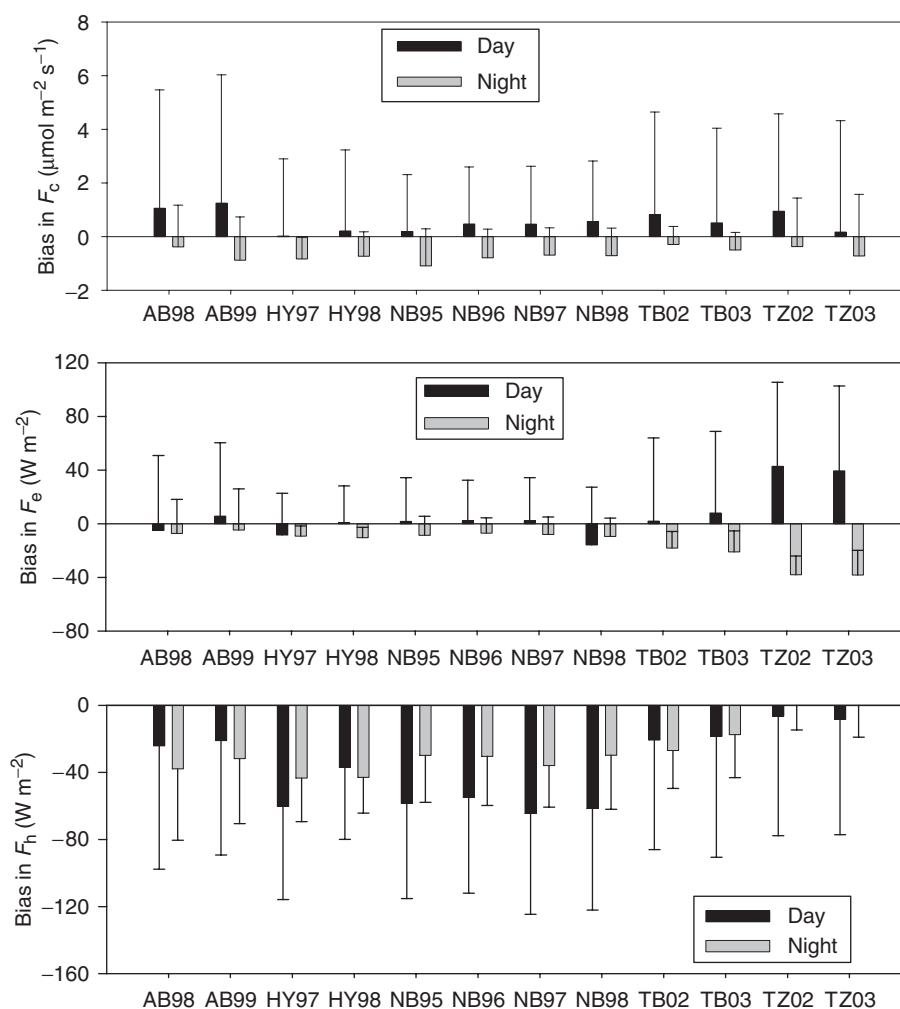 8
6
4
2
0
−2
Bias in Fc (μmol m−2 s−1)
Day
Night
AB98 AB99 HY97 HY98 NB95 NB96 NB97 NB98 TB02 TB03 TZ02 TZ03
120
80
40
0
−40
−80
Bias in Fe (W m−2)
Day
Night
AB98 AB99 HY97 HY98 NB95 NB96 NB97 NB98 TB02 TB03 TZ02 TZ03
0
−40
−80
−120
−160
Bias in Fh (W m−2)
Day
Night
AB98 AB99 HY97 HY98 NB95 NB96 NB97 NB98 TB02 TB03 TZ02 TZ03